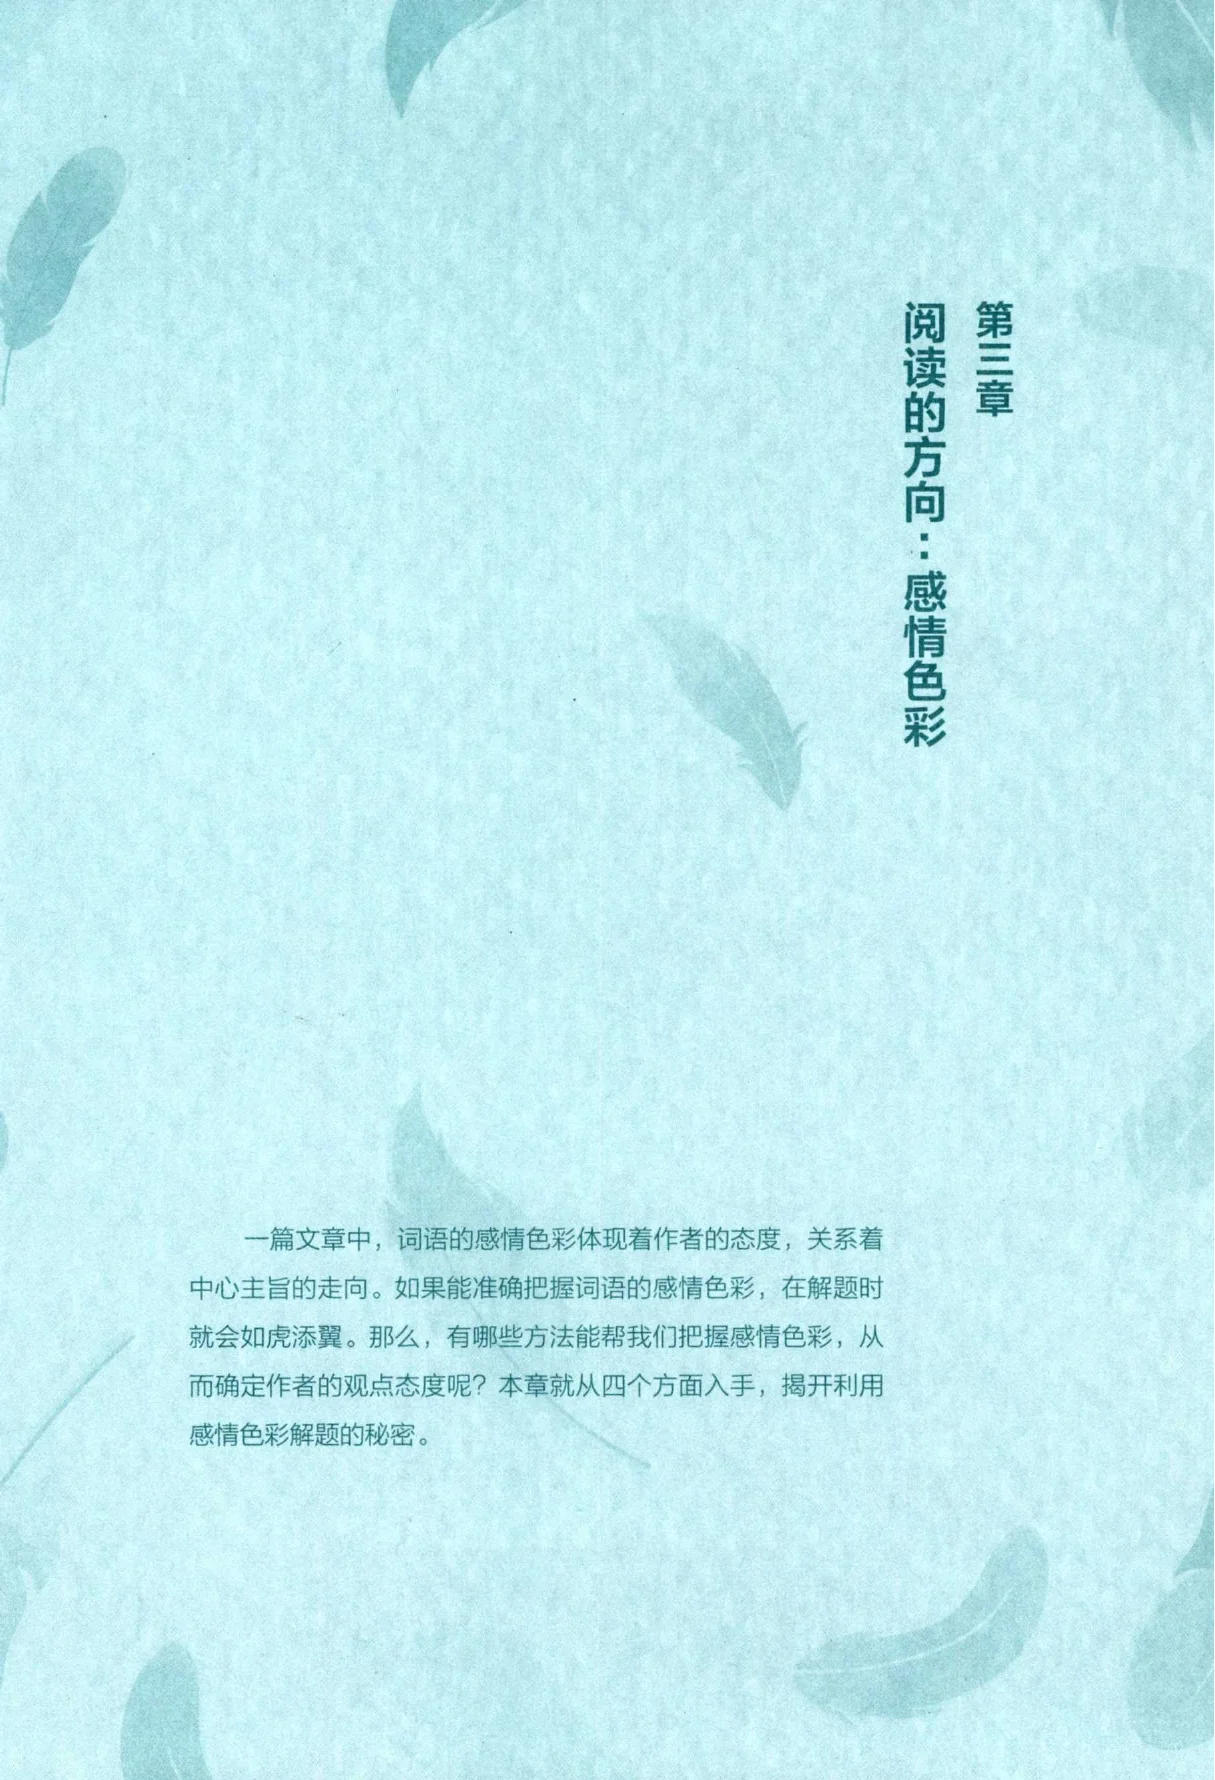 第三章
阅读的方向：感情色彩
一篇文章中，词语的感情色彩体现着作者的态度，关系着
中心主旨的走向。如果能准确把握词语的感情色彩，在解题时
就会如虎添翼。那么，有哪些方法能帮我们把握感情色彩，从
而确定作者的观点态度呢？本章就从四个方面入手，揭开利用
感情色彩解题的秘密。